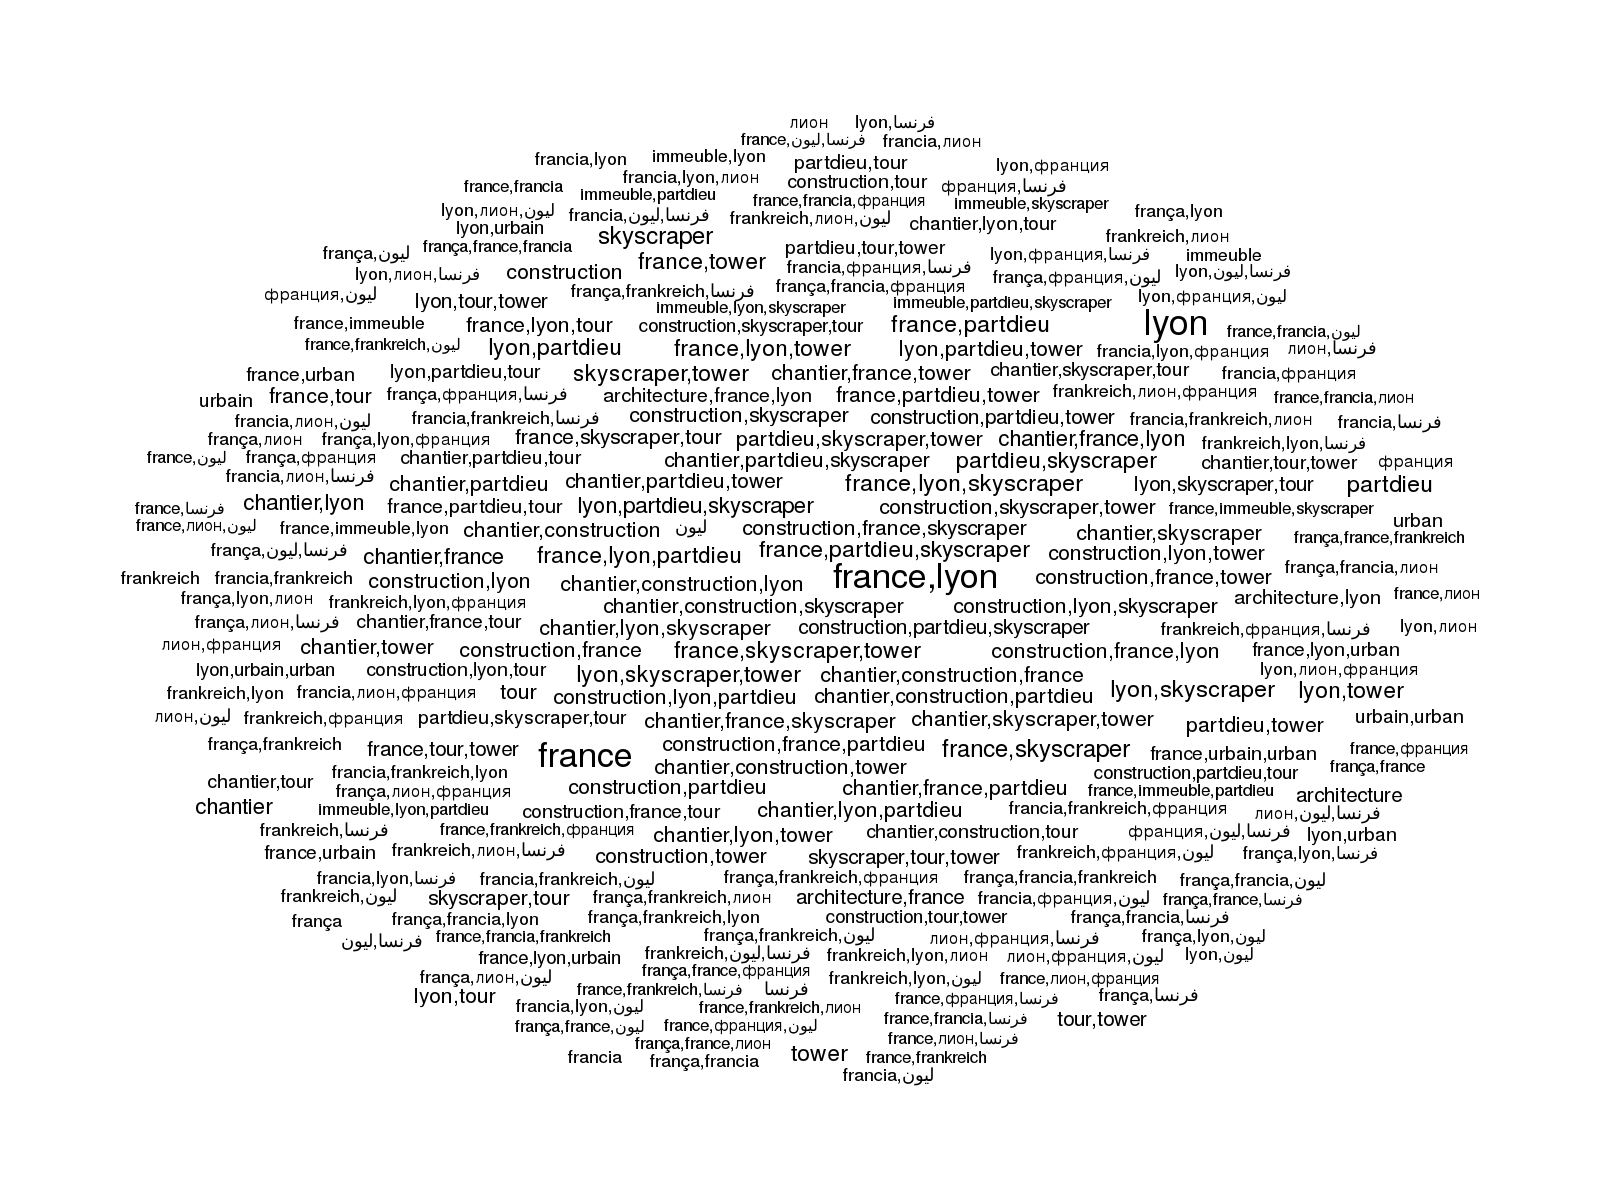 лион lyon,فرنسا
france,ليون,فرنسا francia,лион
francia,lyon immeuble,lyon partdieu,tour lyon,франция
francia,lyon,лион construction,tour франция,فرنسا
france,francia immeuble,partdieu france,francia,франция immeuble,skyscraper
lyon,лион,ليون francia,ليون,فرنسا frankreich,лион,ليون chantier,lyon,tour frança,lyon
lyon,urbain skyscraper frankreich,лион
frança,ليون frança,france,francia partdieu,tour,tower lyon,франция,فرنسا immeuble
lyon,лион,فرنسا construction france,tower francia,франция,فرنسا frança,франция,ليون lyon,ليون,فرنسا
франция,ليون lyon,tour,tower frança,frankreich,فرنسا frança,francia,франция immeuble,partdieu,skyscraper lyon,франция,ليون
immeuble,lyon,skyscraper
france,immeuble france,lyon,tour construction,skyscraper,tour france,partdieu lyon france,francia,ليون
france,frankreich,ليون lyon,partdieu france,lyon,tower lyon,partdieu,tower francia,lyon,франция лион,فرنسا
france,urban lyon,partdieu,tour skyscraper,tower chantier,france,tower chantier,skyscraper,tour francia,франция
urbain france,tour frança,франция,فرنسا architecture,france,lyon france,partdieu,tower frankreich,лион,франция france,francia,лион
francia,лион,ليون francia,frankreich,فرنسا construction,skyscraper construction,partdieu,tower francia,frankreich,лион francia,فرنسا
frança,лион frança,lyon,франция france,skyscraper,tour partdieu,skyscraper,tower chantier,france,lyon frankreich,lyon,فرنسا
france,ليون frança,франция chantier,partdieu,tour chantier,partdieu,skyscraper partdieu,skyscraper chantier,tour,tower франция
francia,лион,فرنسا chantier,partdieu chantier,partdieu,tower france,lyon,skyscraper lyon,skyscraper,tour partdieu
france,فرنسا chantier,lyon france,partdieu,tour lyon,partdieu,skyscraper construction,skyscraper,tower france,immeuble,skyscraper
france,лион,ليون france,immeuble,lyon chantier,construction ليون construction,france,skyscraper chantier,skyscraper urban
frança,france,frankreich
frança,ليون,فرنسا chantier,france france,lyon,partdieu france,partdieu,skyscraper construction,lyon,tower
frankreich francia,frankreich construction,lyon chantier,construction,lyon france,lyon construction,france,tower frança,francia,лион
frança,lyon,лион frankreich,lyon,франция chantier,construction,skyscraper construction,lyon,skyscraper architecture,lyon france,лион
frança,лион,فرنسا chantier,france,tour chantier,lyon,skyscraper construction,partdieu,skyscraper frankreich,франция,فرنسا lyon,лион
лион,франция chantier,tower construction,france france,skyscraper,tower construction,france,lyon france,lyon,urban
lyon,urbain,urban construction,lyon,tour lyon,skyscraper,tower chantier,construction,france lyon,лион,франция
frankreich,lyon francia,лион,франция tour construction,lyon,partdieu chantier,construction,partdieu lyon,skyscraper lyon,tower
лион,ليون frankreich,франция partdieu,skyscraper,tour chantier,france,skyscraper chantier,skyscraper,tower partdieu,tower urbain,urban
frança,frankreich france,tour,tower france construction,france,partdieu france,skyscraper france,urbain,urban france,франция
francia,frankreich,lyon chantier,construction,tower construction,partdieu,tour frança,france
chantier,tour frança,лион,франция construction,partdieu chantier,france,partdieu france,immeuble,partdieu architecture
chantier immeuble,lyon,partdieu construction,france,tour chantier,lyon,partdieu francia,frankreich,франция лион,ليون,فرنسا
frankreich,فرنسا france,frankreich,франция chantier,lyon,tower chantier,construction,tour франция,ليون,فرنسا lyon,urban
france,urbain frankreich,лион,فرنسا construction,tower skyscraper,tour,tower frankreich,франция,ليون frança,lyon,فرنسا
francia,lyon,فرنسا francia,frankreich,ليون frança,frankreich,франция frança,francia,frankreich frança,francia,ليون
frankreich,ليون skyscraper,tour frança,frankreich,лион architecture,france francia,франция,ليون frança,france,فرنسا
frança frança,francia,lyon frança,frankreich,lyon construction,tour,tower frança,francia,فرنسا
ليون,فرنسا france,francia,frankreich frança,frankreich,ليون лион,франция,فرنسا frança,lyon,ليون
france,lyon,urbain frankreich,ليون,فرنسا frankreich,lyon,лион лион,франция,ليون lyon,ليون
frança,лион,ليون frança,france,франция frankreich,lyon,ليون france,лион,франция
lyon,tour france,frankreich,فرنسا فرنسا france,франция,فرنسا frança,فرنسا
francia,lyon,ليون france,frankreich,лион france,francia,فرنسا tour,tower
frança,france,ليون france,франция,ليون france,лион,فرنسا
frança,france,лион
francia frança,francia tower france,frankreich
francia,ليون